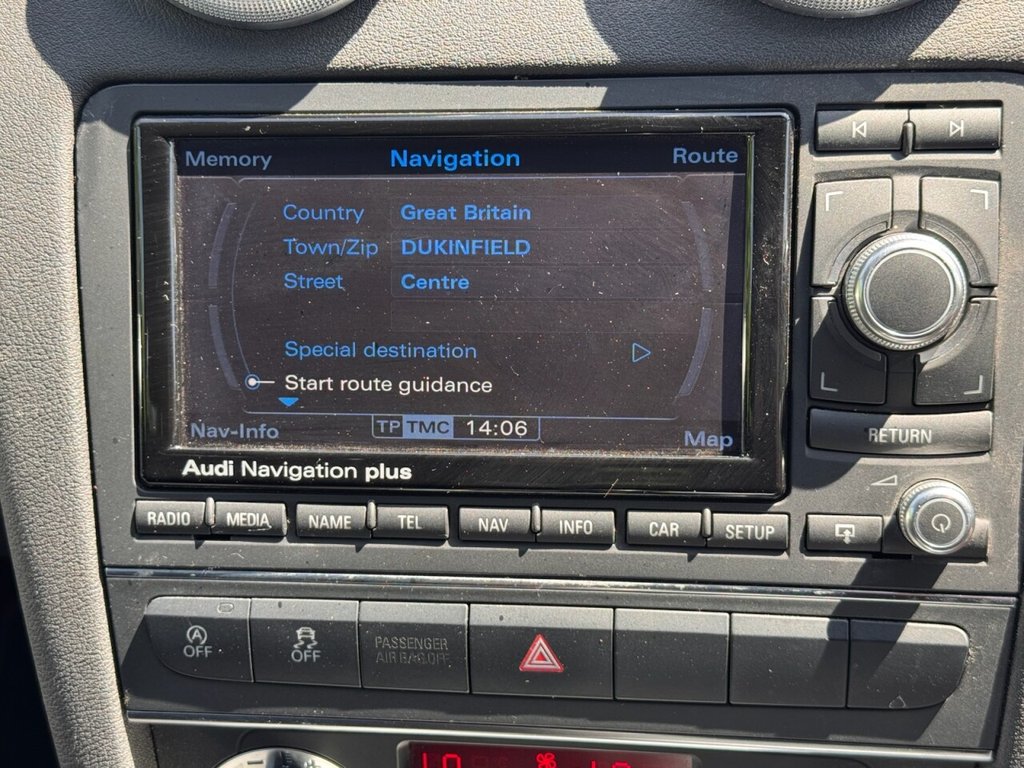 Memory Navigation Route
Country Great Britain
Town/Zip DUKINFIELD
Street Centre
Special destination
Start route guidance
Nav-Info TP TMC 14:06 Map
Audi Navigation plus
RETURN
RADIO MEDIA NAME TEL NAV INFO CAR SETUP
A OFF OFF PASSENGER
AIR BAG OFF
LO